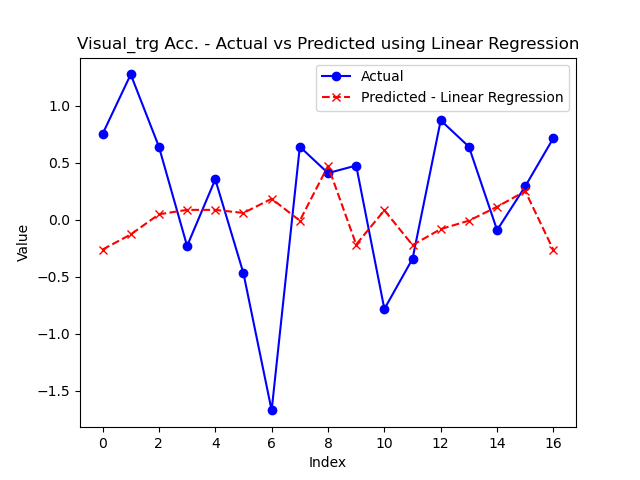 Visual_trg Acc. - Actual vs Predicted using Linear Regression
Actual
Predicted - Linear Regression
1.0
0.5
0.0
−0.5
−1.0
−1.5
Value
0 2 4 6 8 10 12 14 16
Index